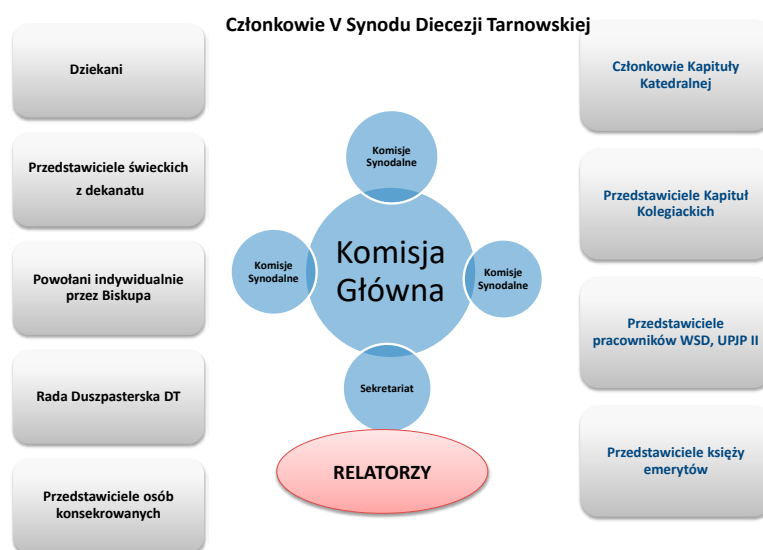 Członkowie V Synodu Diecezji Tarnowskiej
Dziekani
Przedstawiciele świeckich
z dekanatu
Powołani indywidualnie
przez Biskupa
Rada Duszpasterska DT
Przedstawiciele osób
konsekrowanych
Komisje
Synodalne
Komisje
Synodalne
Komisja
Główna
Komisje
Synodalne
Sekretariat
RELATORZY
Członkowie Kapituły
Katedralnej
Przedstawiciele Kapituł
Kolegiackich
Przedstawiciele
pracowników WSD, UPJP II
Przedstawiciele księży
emerytów